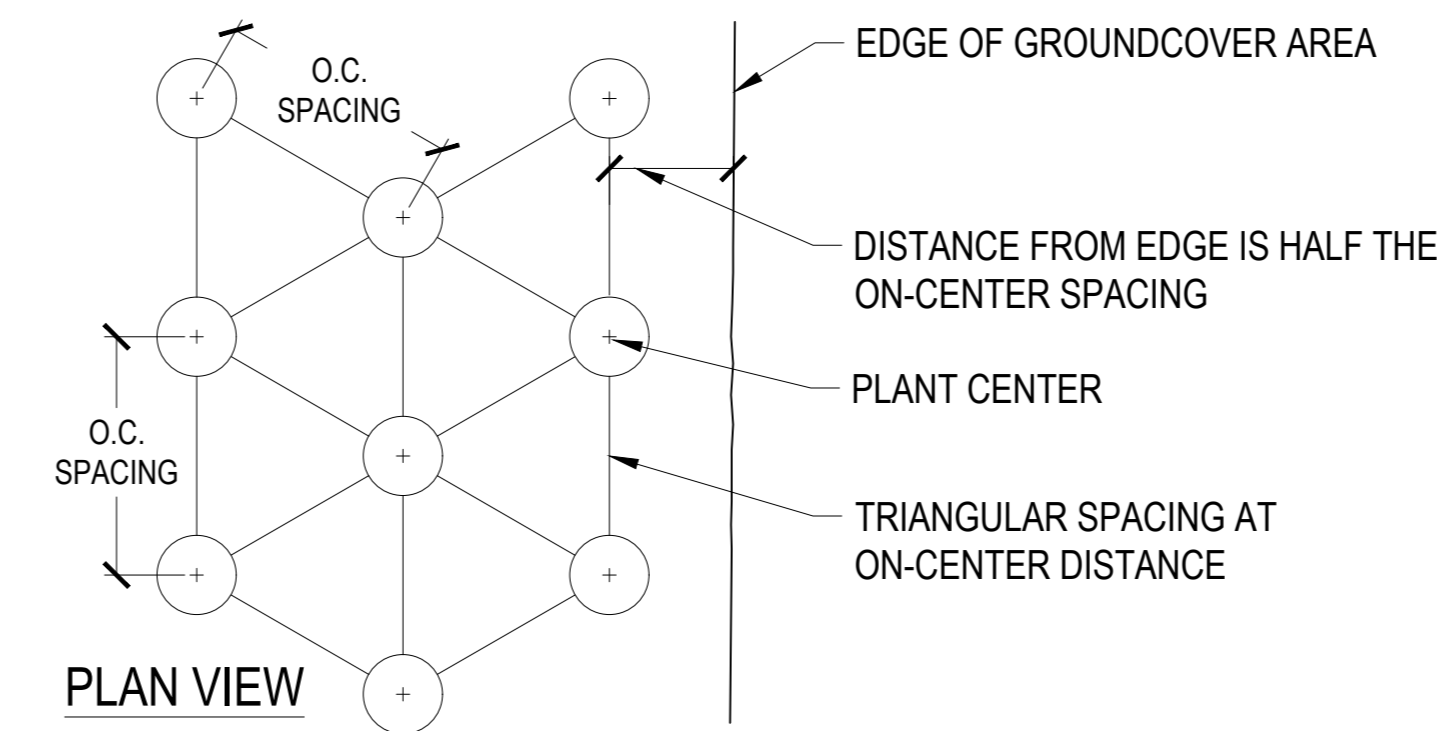 O.C.
SPACING
EDGE OF GROUNDCOVER AREA
DISTANCE FROM EDGE IS HALF THE
ON-CENTER SPACING
PLANT CENTER
O.C.
SPACING
TRIANGULAR SPACING AT
ON-CENTER DISTANCE
PLAN VIEW